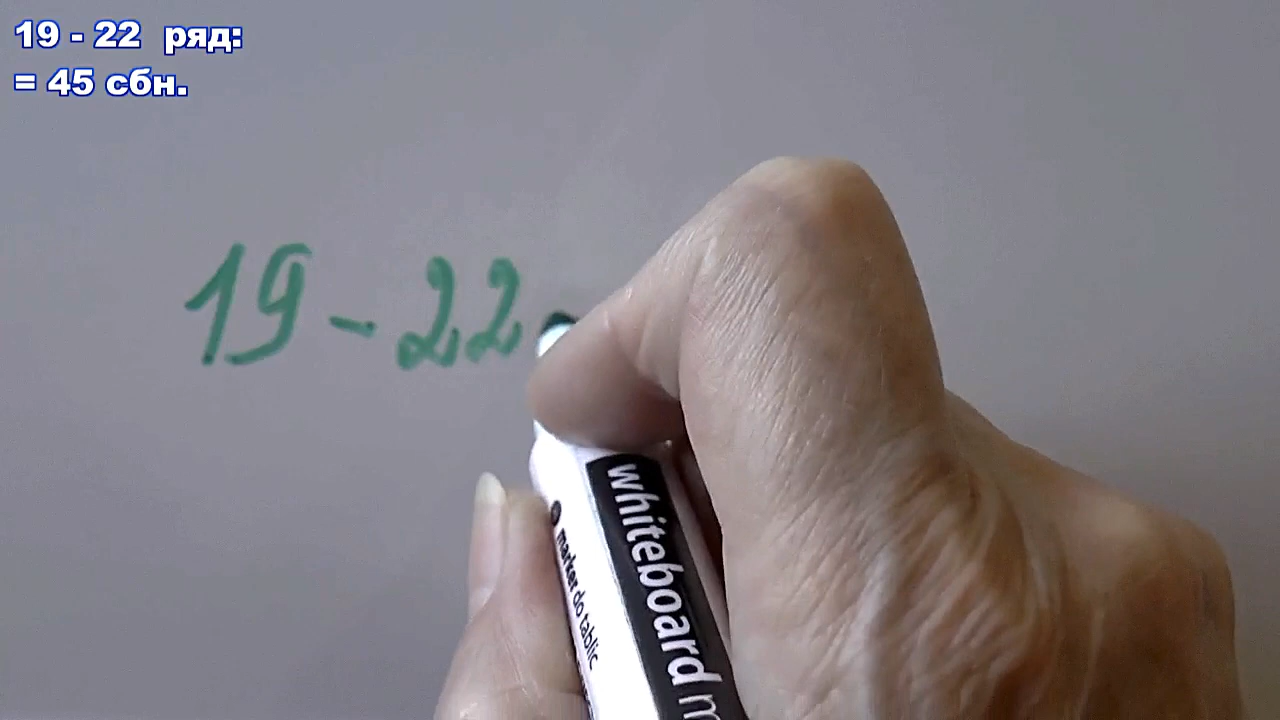 19 - 22 ряд:
= 45 сбн.
19 - 22
whiteboard m
marker do tablic